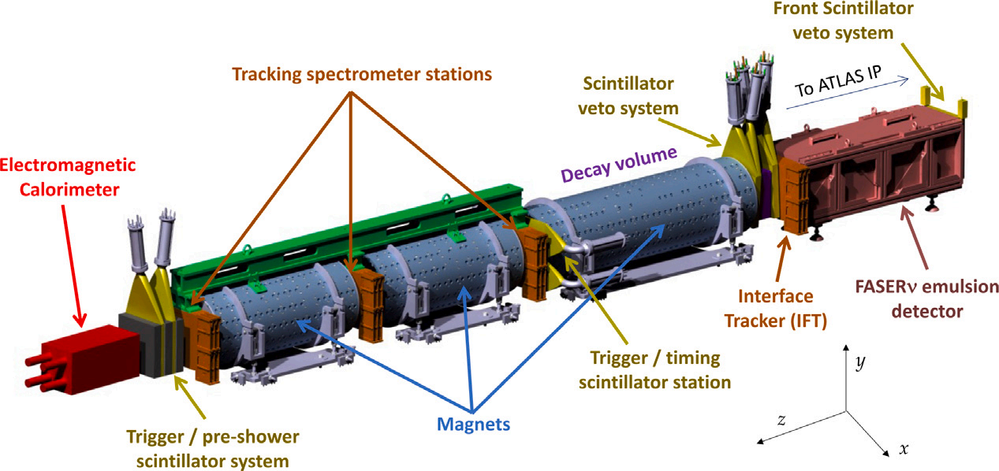 Front Scintillator
veto system
Tracking spectrometer stations
Scintillator
veto system
To ATLAS IP
Electromagnetic
Calorimeter
Decay volume
Interface
Tracker (IFT)
FASERν emulsion
detector
Trigger / timing
scintillator station
Magnets
Trigger / pre-shower
scintillator system
y
z
x